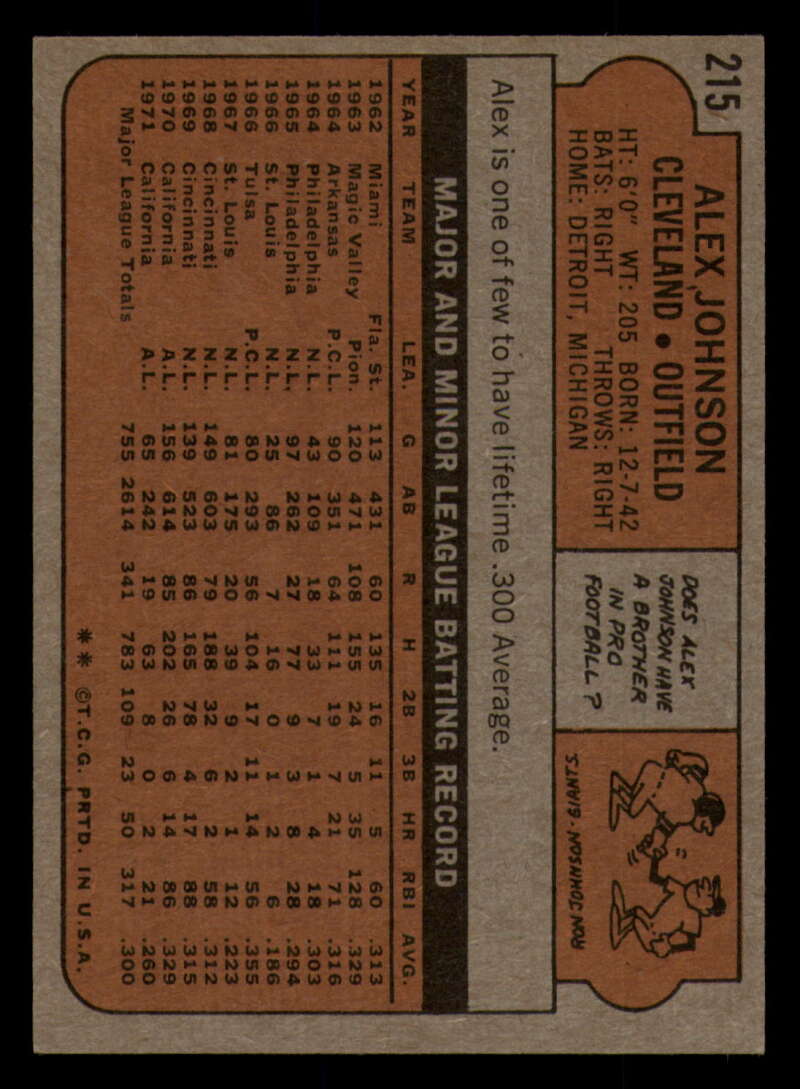 215
ALEX JOHNSON
CLEVELAND • OUTFIELD
HT: 6'0" WT: 205 BORN: 12-7-42
BATS: RIGHT THROWS: RIGHT
HOME: DETROIT, MICHIGAN
DOES ALEX
JOHNSON HAVE
A BROTHER
IN PRO
FOOTBALL?
RON JOHNSON - GIANTS
Alex is one of few to have lifetime .300 Average.
MAJOR AND MINOR LEAGUE BATTING RECORD
YEAR TEAM LEA. G AB R H 2B 3B HR RBI AVG.
1962 Miami Fla. St. 113 431 60 135 16 11 5 60 .313
1963 Magic Valley Pion. 120 471 108 155 24 5 35 128 .329
1964 Arkansas P.C.L. 90 351 64 111 19 7 21 71 .316
1964 Philadelphia N.L. 43 109 18 33 7 1 4 18 .303
1965 Philadelphia N.L. 97 262 27 77 9 3 8 28 .294
1966 St. Louis N.L. 25 86 7 16 0 1 2 6 .186
1966 Tulsa P.C.L. 80 293 56 104 17 11 14 56 .355
1967 St. Louis N.L. 81 175 20 39 9 2 1 12 .223
1968 Cincinnati N.L. 149 603 79 188 32 6 2 58 .312
1969 Cincinnati N.L. 139 523 86 165 78 4 17 88 .315
1970 California A.L. 156 614 85 202 26 6 14 86 .329
1971 California A.L. 65 242 19 63 8 0 2 21 .260
Major League Totals 755 2614 341 783 109 23 50 317 .300
** ©T.C.G. PRTD. IN U.S.A.